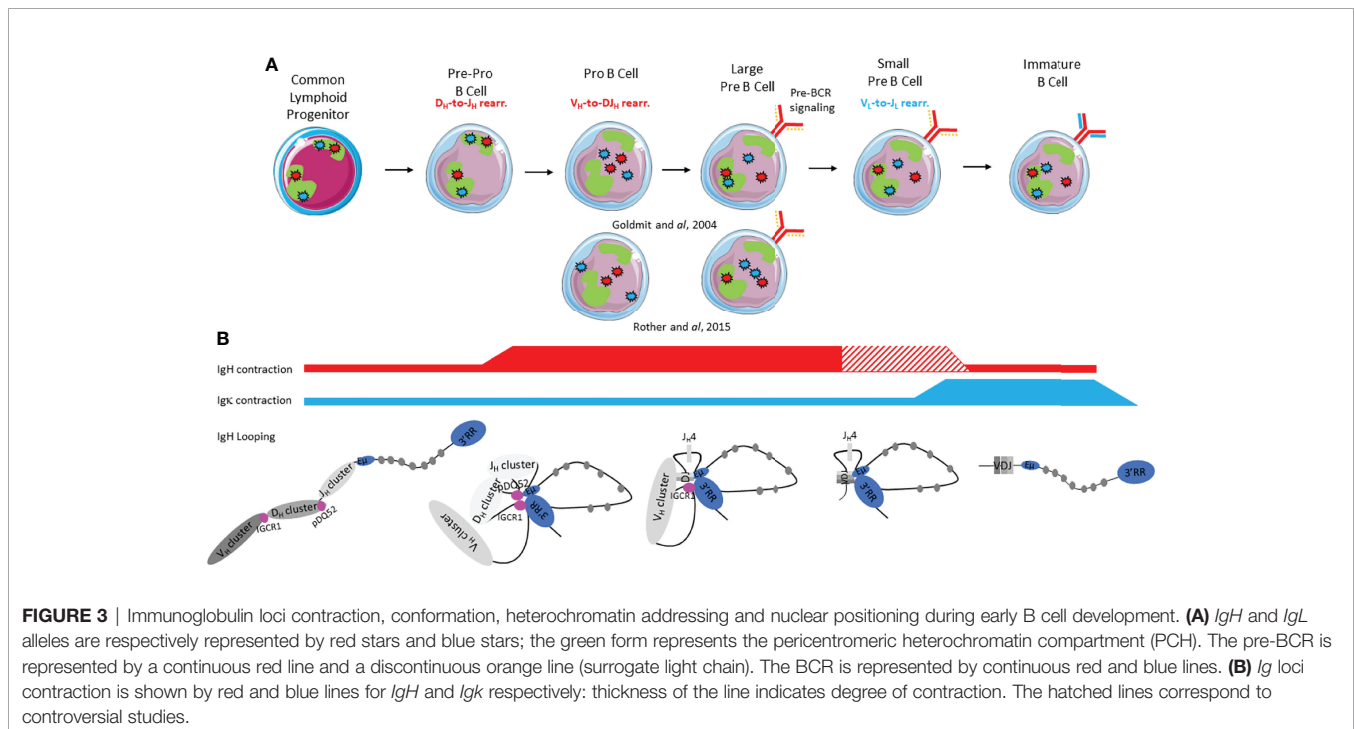 A
Common
Lymphoid
Progenitor
Pre-Pro
B Cell
DH-to-JH rearr.
Pro B Cell
VH-to-DJH rearr.
Large
Pre B Cell
Pre-BCR
signaling
Small
Pre B Cell
VL-to-JL rearr.
Immature
B Cell
Goldmit and al, 2004
Rother and al, 2015
B
IgH contraction
Igκ contraction
IgH Looping
VH cluster
IGCR1
DH cluster
pDQ52
JH cluster
Eμ
3'RR
VH cluster
DH cluster
JH cluster
pDQ52
IGCR1
Eμ
3'RR
VH cluster
JH4
DJ
IGCR1
Eμ
3'RR
JH4
VDJ
Eμ
3'RR
VDJ
Eμ
3'RR
FIGURE 3 | Immunoglobulin loci contraction, conformation, heterochromatin addressing and nuclear positioning during early B cell development. (A) IgH and IgL
alleles are respectively represented by red stars and blue stars; the green form represents the pericentromeric heterochromatin compartment (PCH). The pre-BCR is
represented by a continuous red line and a discontinuous orange line (surrogate light chain). The BCR is represented by continuous red and blue lines. (B) Ig loci
contraction is shown by red and blue lines for IgH and Igk respectively: thickness of the line indicates degree of contraction. The hatched lines correspond to
controversial studies.